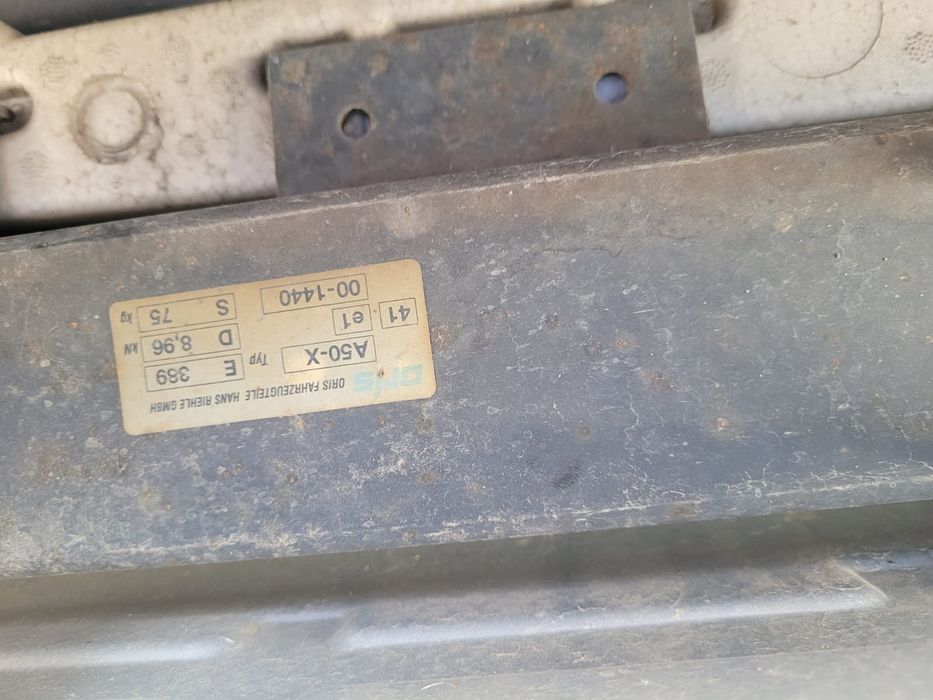 oris
ORIS FAHRZEUGTEILE HANS RIEHLE GMBH
A50-X Typ E 389
41 e1 D 8,96 kN
00-1440 S 75 kg